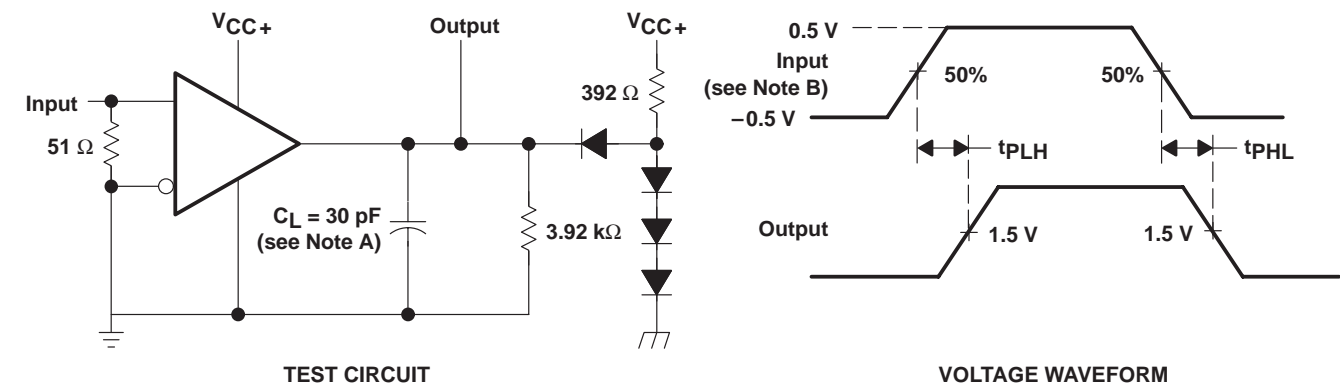 VCC+
Output
VCC+
Input
51 Ω
392 Ω
CL = 30 pF
(see Note A)
3.92 kΩ
TEST CIRCUIT
0.5 V
Input
(see Note B)
−0.5 V
50%
50%
tPLH
tPHL
Output
1.5 V
1.5 V
VOLTAGE WAVEFORM